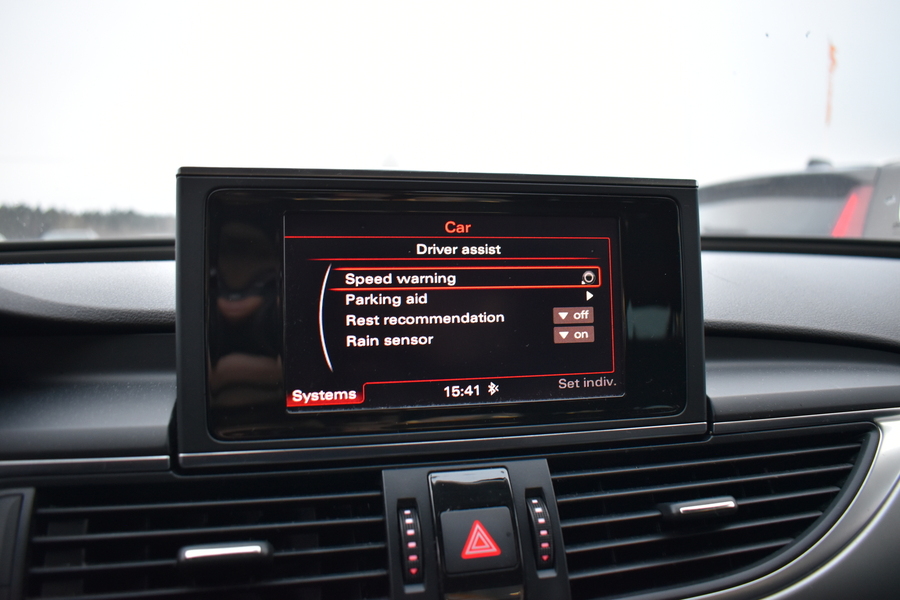 Car
Driver assist
Speed warning
Parking aid
Rest recommendation off
Rain sensor on
Systems 15:41 Set indiv.